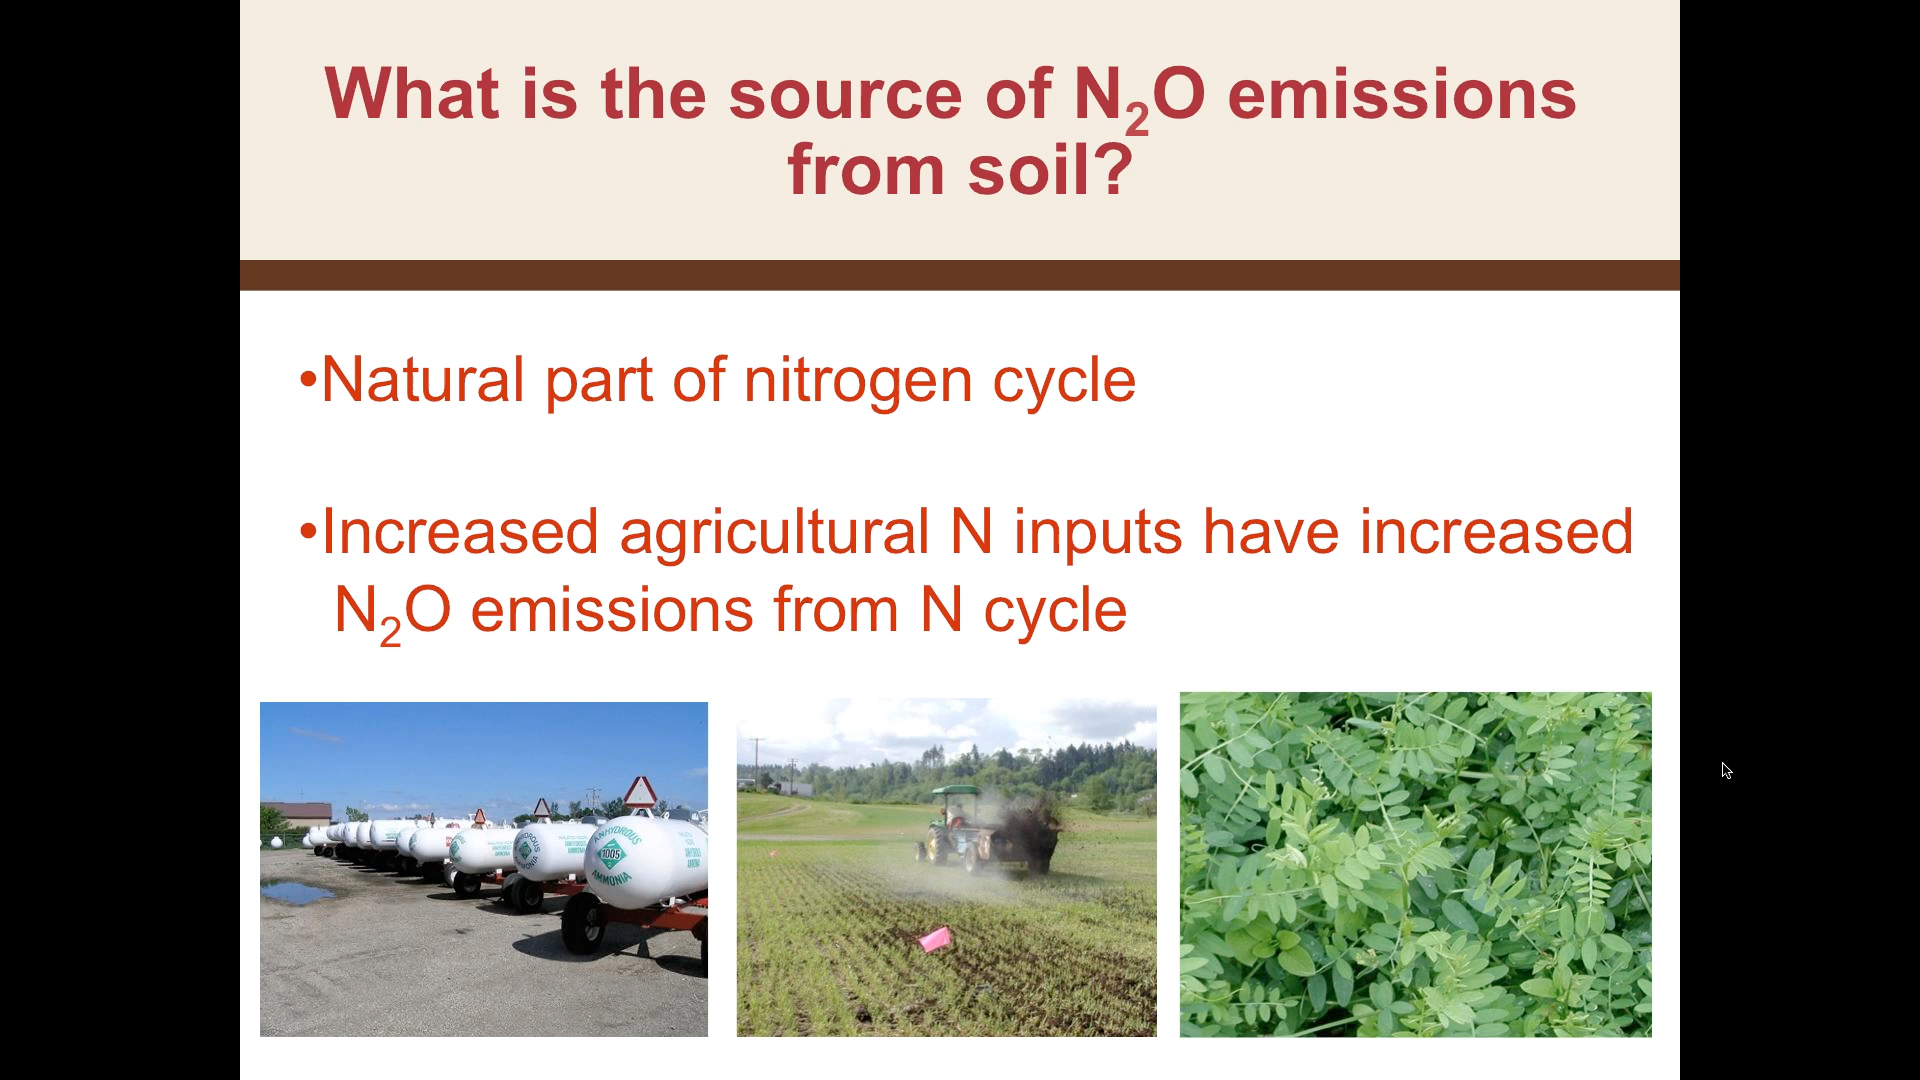 What is the source of N₂O emissions
from soil?
•Natural part of nitrogen cycle
•Increased agricultural N inputs have increased
N₂O emissions from N cycle
ANHYDROUS
1005
AMMONIA